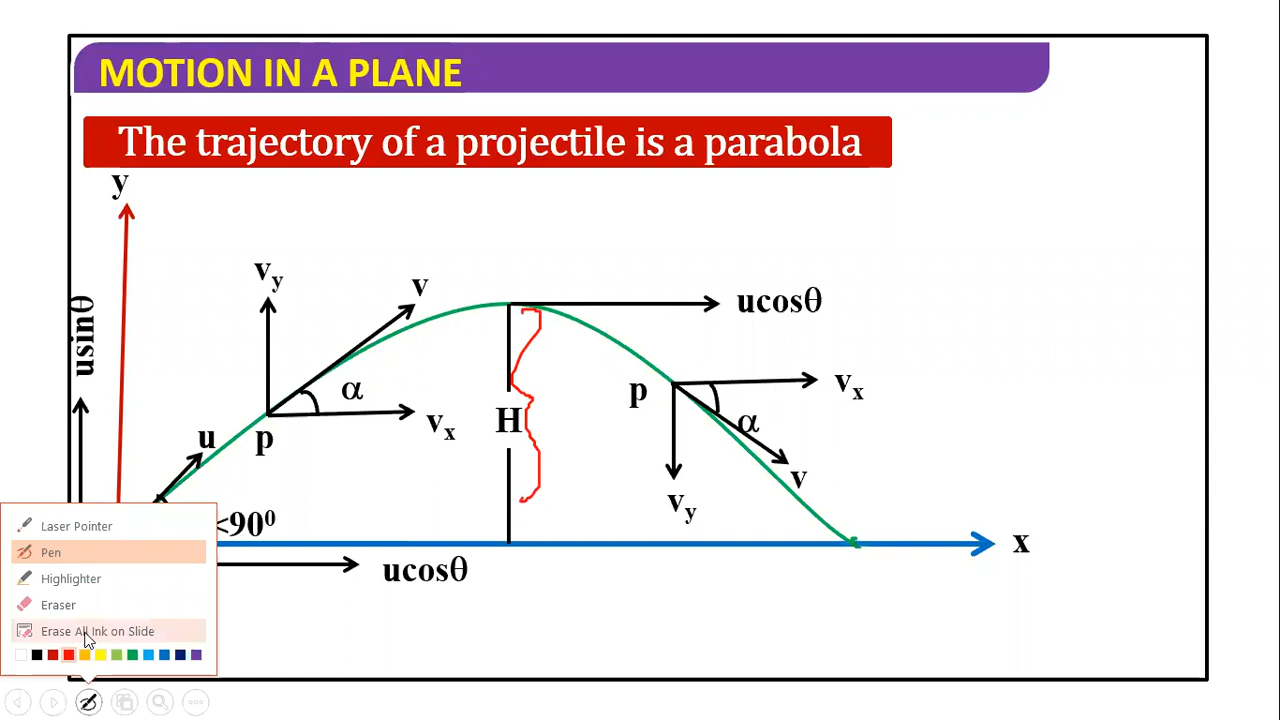 MOTION IN A PLANE
The trajectory of a projectile is a parabola
y
usinθ
vy
v
ucosθ
α
p
vx
u
p
vx
H
α
v
vy
<90⁰
x
ucosθ
Laser Pointer
Pen
Highlighter
Eraser
Erase All Ink on Slide